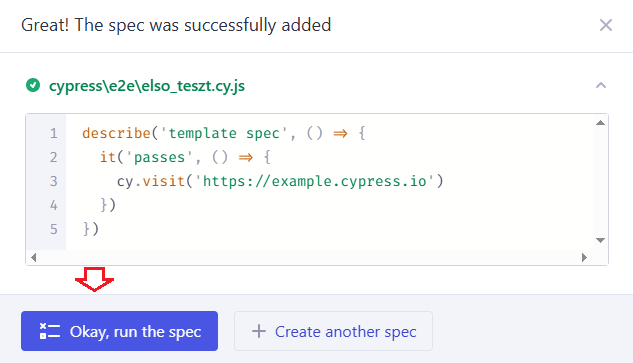 Great! The spec was successfully added
cypress\e2e\elso_teszt.cy.js
1 describe('template spec', () => {
2   it('passes', () => {
3     cy.visit('https://example.cypress.io')
4   })
5 })
Okay, run the spec
Create another spec